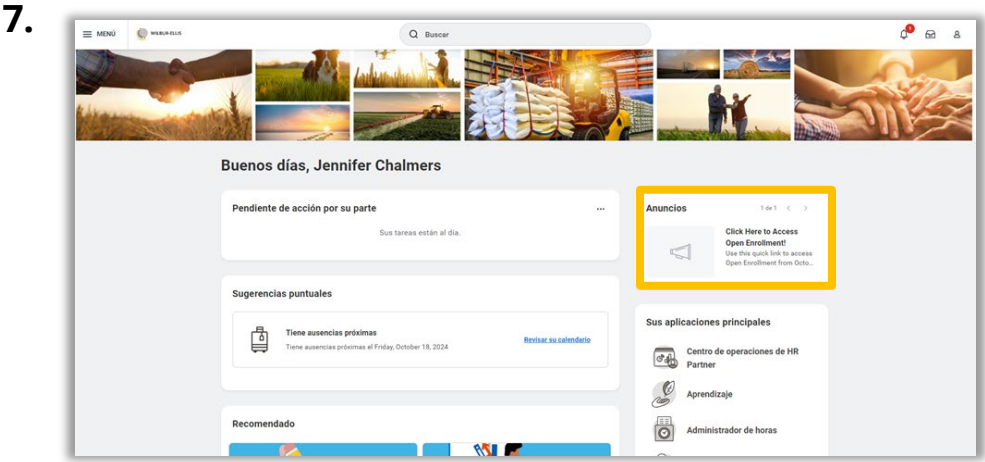 7.
MENÚ
WILBUR-ELLIS
Buscar
Buenos días, Jennifer Chalmers
Pendiente de acción por su parte
...
Sus tareas están al día.
Anuncios
1 de 1
Click Here to Access
Open Enrollment!
Use this quick link to access
Open Enrollment from Octo...
Sugerencias puntuales
Tiene ausencias próximas
Tiene ausencias próximas el Friday, October 18, 2024
Revisar su calendario
Sus aplicaciones principales
Centro de operaciones de HR
Partner
Aprendizaje
Administrador de horas
Recomendado